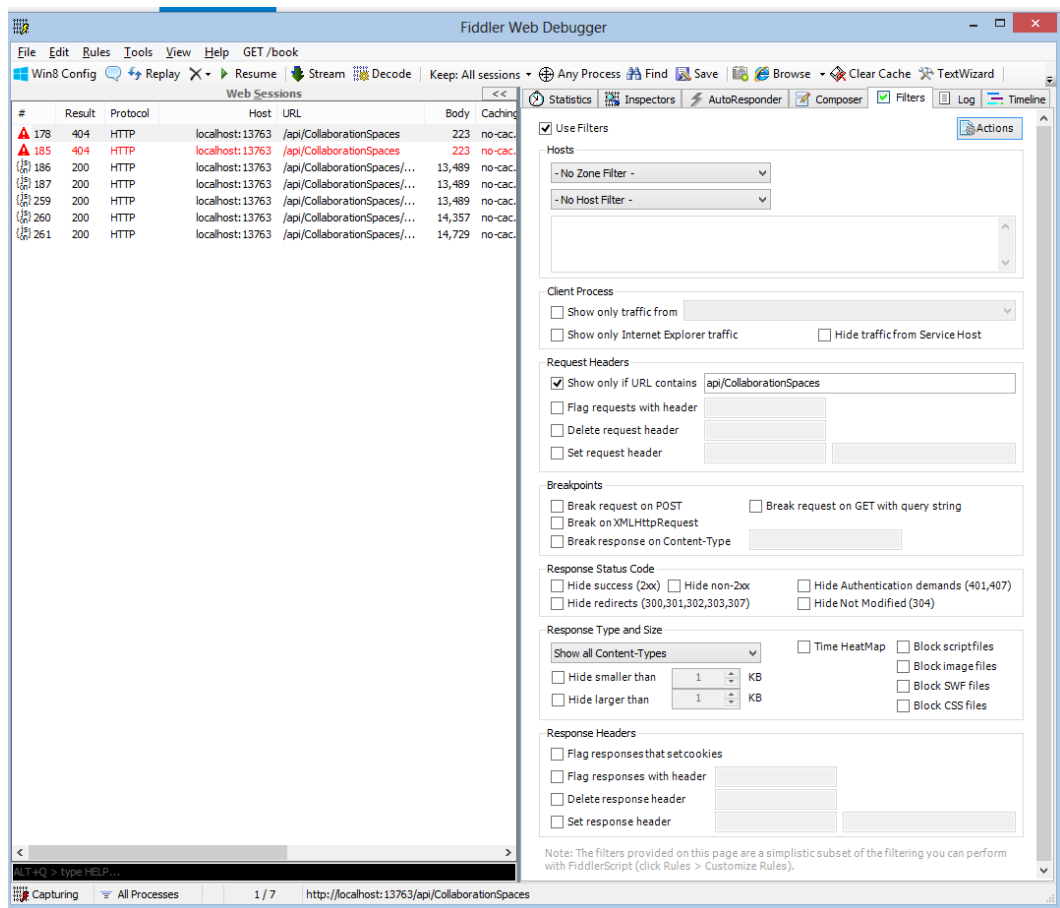 Fiddler Web Debugger
File Edit Rules Tools View Help GET /book
Win8 Config Replay X Resume Stream Decode Keep: All sessions Any Process Find Save Browse Clear Cache TextWizard
Web Sessions <<
# Result Protocol Host URL Body Caching
178 404 HTTP localhost:13763 /api/CollaborationSpaces 223 no-cac.
185 404 HTTP localhost:13763 /api/CollaborationSpaces 223 no-cac.
186 200 HTTP localhost:13763 /api/CollaborationSpaces/... 13,489 no-cac.
187 200 HTTP localhost:13763 /api/CollaborationSpaces/... 13,489 no-cac.
259 200 HTTP localhost:13763 /api/CollaborationSpaces/... 13,489 no-cac.
260 200 HTTP localhost:13763 /api/CollaborationSpaces/... 14,357 no-cac.
261 200 HTTP localhost:13763 /api/CollaborationSpaces/... 14,729 no-cac.
ALT+Q > type HELP...
Statistics Inspectors AutoResponder Composer Filters Log Timeline
Use Filters Actions
Hosts
- No Zone Filter -
- No Host Filter -
Client Process
Show only traffic from
Show only Internet Explorer traffic Hide traffic from Service Host
Request Headers
Show only if URL contains api/CollaborationSpaces
Flag requests with header
Delete request header
Set request header
Breakpoints
Break request on POST Break request on GET with query string
Break on XMLHttpRequest
Break response on Content-Type
Response Status Code
Hide success (2xx) Hide non-2xx Hide Authentication demands (401,407)
Hide redirects (300,301,302,303,307) Hide Not Modified (304)
Response Type and Size
Show all Content-Types Time HeatMap Block script files
Block image files
Hide smaller than 1 KB
Block SWF files
Hide larger than 1 KB
Block CSS files
Response Headers
Flag responses that set cookies
Flag responses with header
Delete response header
Set response header
Note: The filters provided on this page are a simplistic subset of the filtering you can perform
with FiddlerScript (click Rules > Customize Rules).
Capturing All Processes 1 / 7 http://localhost:13763/api/CollaborationSpaces